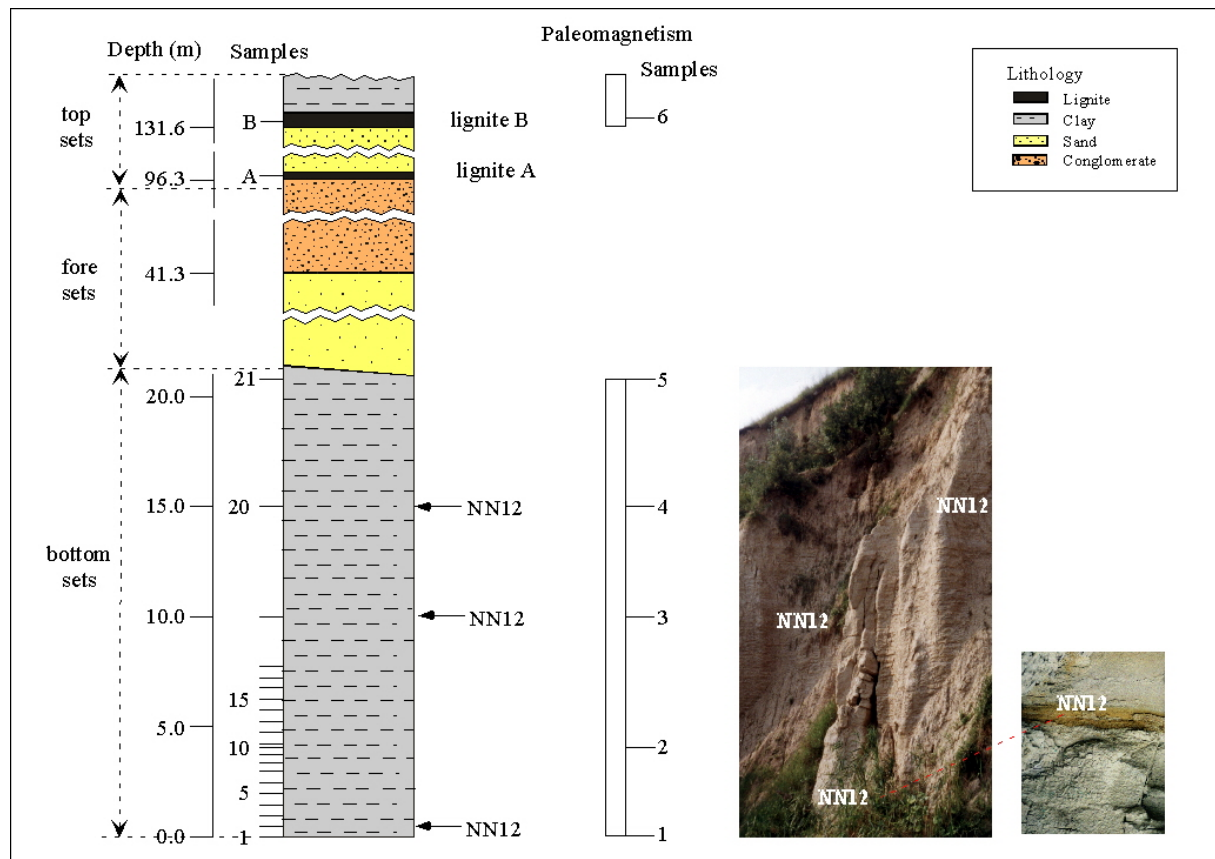 Paleomagnetism
Depth (m)
Samples
Samples
Lithology
Lignite
Clay
Sand
Conglomerate
top
sets
131.6
B
lignite B
6
96.3
A
lignite A
fore
sets
41.3
21
5
20.0
15.0
20
NN12
4
bottom
sets
10.0
NN12
3
15
5.0
10
2
5
NN12
0.0
1
1
NN12
NN12
NN12
NN12